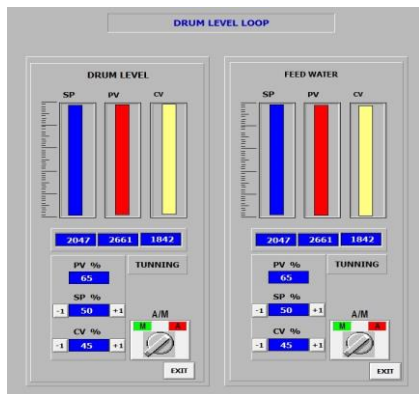 DRUM LEVEL LOOP
DRUM LEVEL
SP PV CV
2047 2661 1842
PV %
65
TUNNING
SP %
-1 50 +1
A/M
M A
CV %
-1 45 +1
EXIT
FEED WATER
SP PV CV
2047 2661 1842
PV %
65
TUNNING
SP %
-1 50 +1
A/M
M A
CV %
-1 45 +1
EXIT